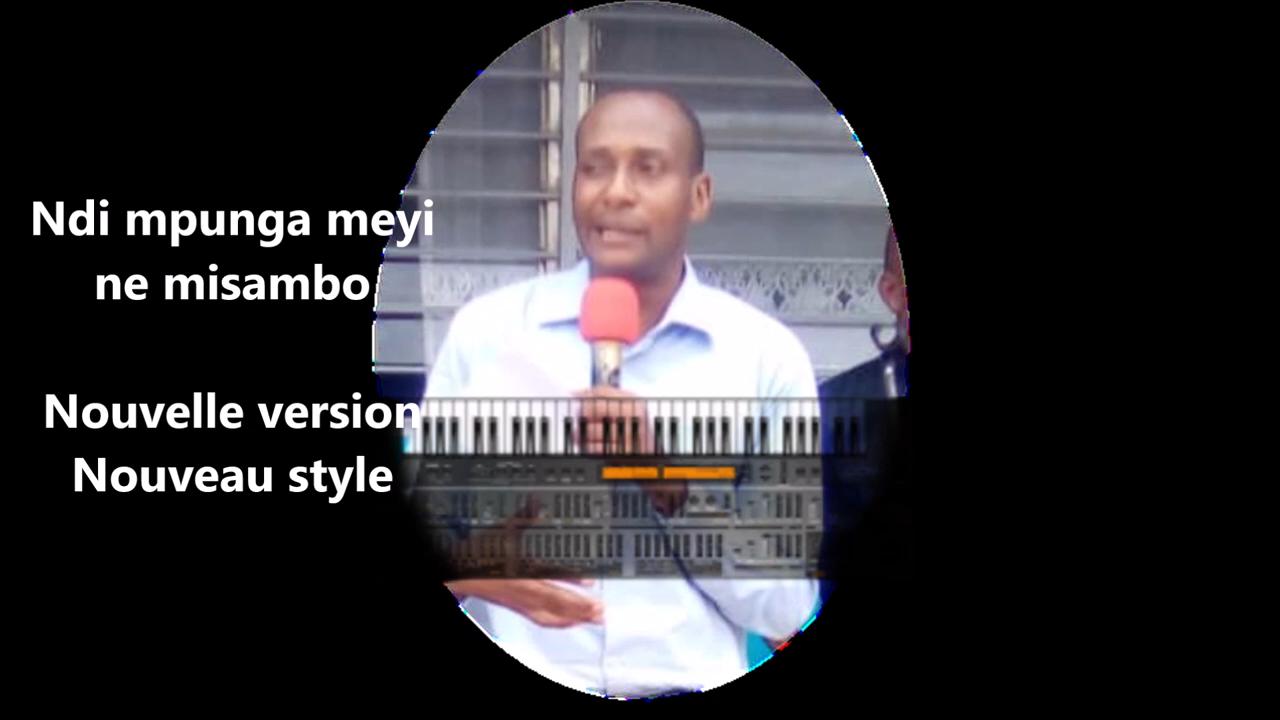 Ndi mpunga meyi
ne misambo
Nouvelle version
Nouveau style